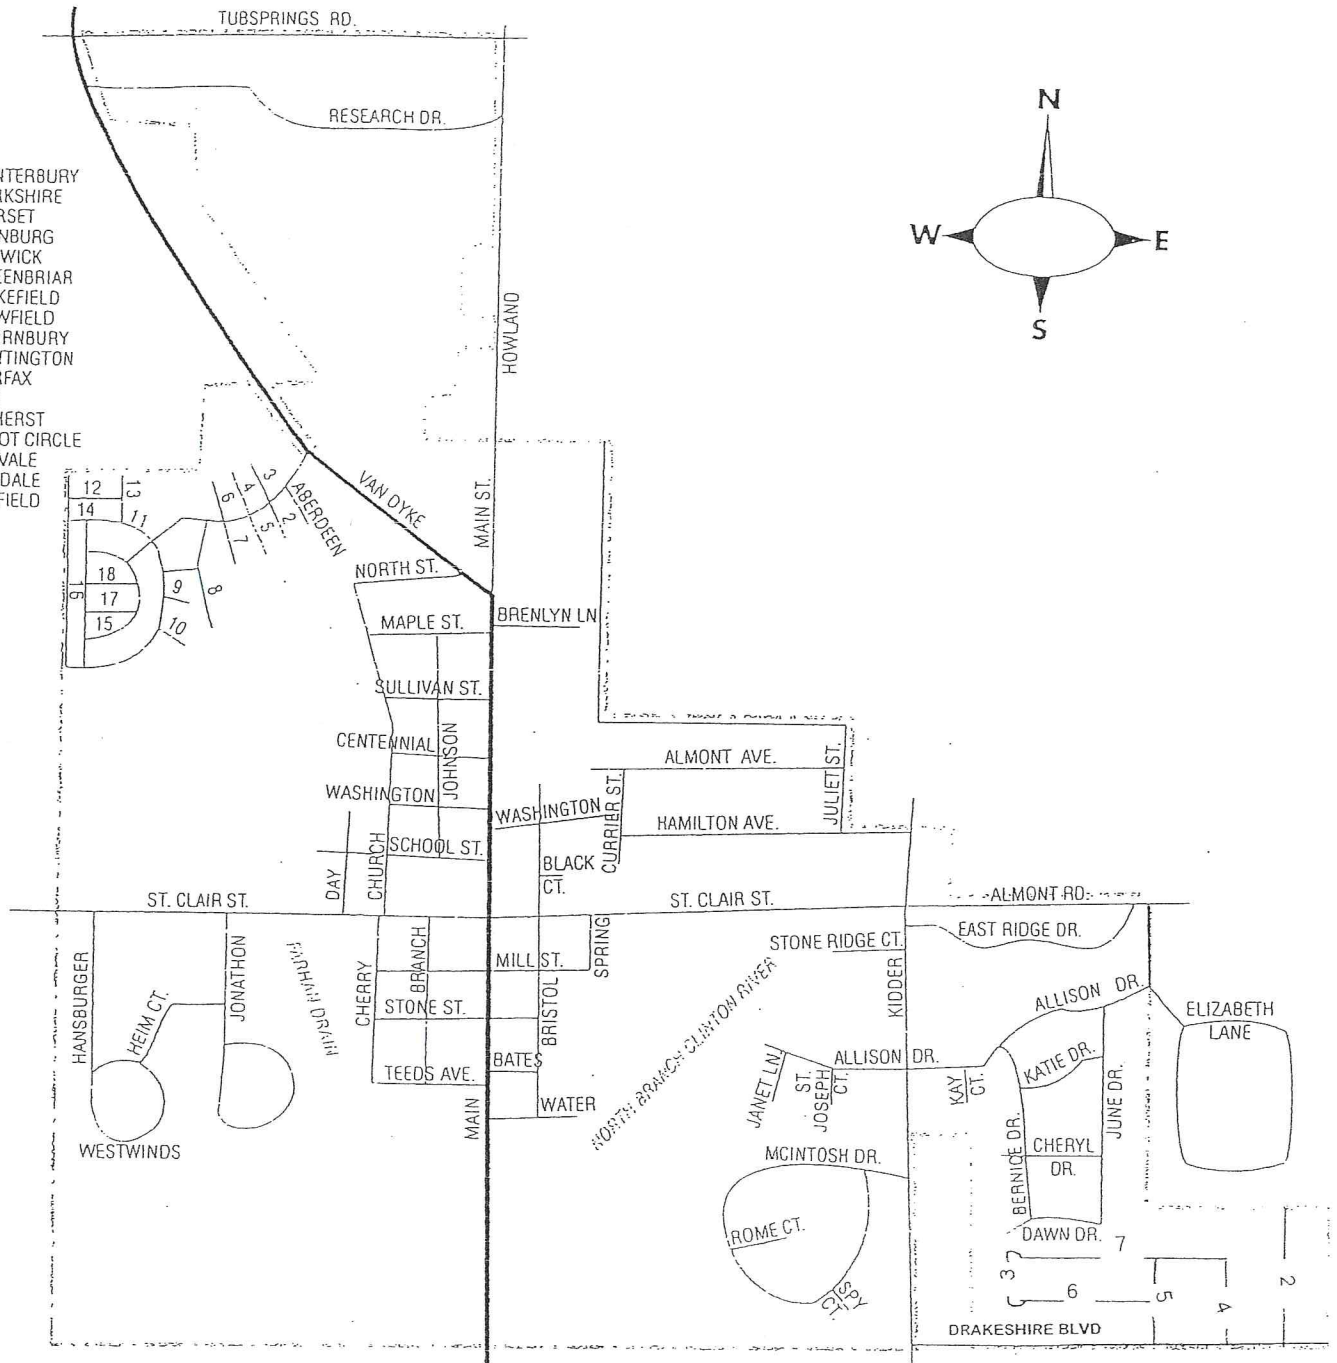 TUBSPRINGS RD.
RESEARCH DR.
N
W
E
S
NTERBURY
RKSHIRE
RSET
NBURG
WICK
EENBRIAR
KEFIELD
WFIELD
RNBURY
TINGTON
RFAX
HERST
OT CIRCLE
VALE
DALE
FIELD
HOWLAND
12
13
14
11
6
4
3
ABERDEEN
2
5
7
VAN DYKE
MAIN ST.
18
17
15
16
9
8
10
NORTH ST.
MAPLE ST.
BRENLYN LN
SULLIVAN ST.
CENTENNIAL
JOHNSON
ALMONT AVE.
JULIET ST.
WASHINGTON
WASHINGTON
CURRIER ST.
HAMILTON AVE.
SCHOOL ST.
DAY
CHURCH
BLACK
CT.
ST. CLAIR ST.
ST. CLAIR ST.
ALMONT RD.
EAST RIDGE DR.
STONE RIDGE CT.
KIDDER
HANSBURGER
HEIM CT.
JONATHON
FARHAN DRAIN
CHERRY
BRANCH
MILL ST.
SPRING
STONE ST.
BRISTOL
BATES
TEEDS AVE.
WATER
MAIN
NORTH BRANCH CLINTON RIVER
WESTWINDS
ALLISON DR.
ELIZABETH
LANE
ALLISON DR.
JANET LN.
ST.
JOSEPH
CT.
KAY
CT.
KATIE DR.
JUNE DR.
BERNICE DR.
CHERYL
DR.
MCINTOSH DR.
ROME CT.
SPY
CT.
DAWN DR.
7
3
6
5
4
2
DRAKESHIRE BLVD